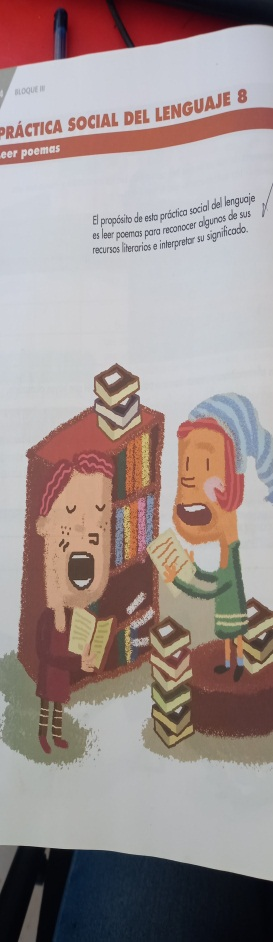 BLOQUE III
PRÁCTICA SOCIAL DEL LENGUAJE 8
Leer poemas
El propósito de esta práctica social del lenguaje
es leer poemas para reconocer algunos de sus
recursos literarios e interpretar su significado.